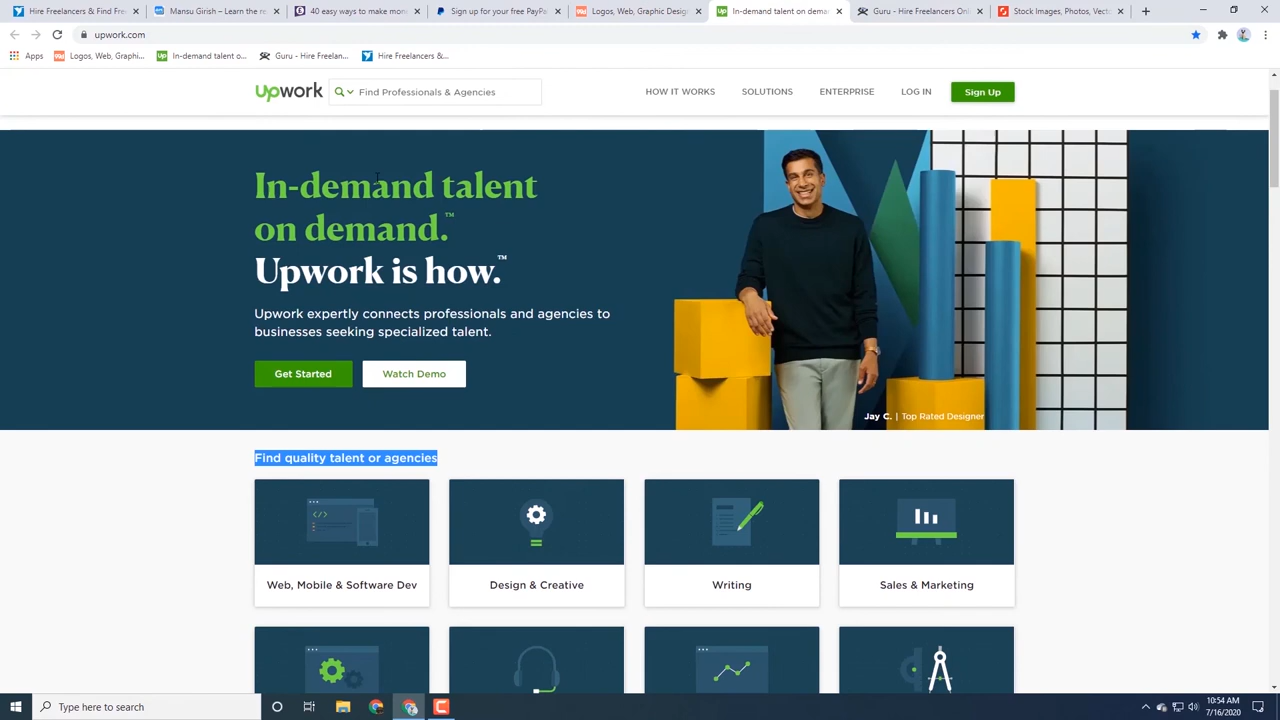 Hire Freelancers & Find Fre
Mansu Girish – Learn the re
40 easy ways to make mone
Sign up for your free PayPa
Logos, Web, Graphic Design
In-demand talent on deman
Guru - Hire Freelancers Onli
Stock Images, Photos, Vecto
upwork.com
Apps
Logos, Web, Graphi...
In-demand talent o...
Guru - Hire Freelan...
Hire Freelancers &...
upwork
Find Professionals & Agencies
HOW IT WORKS
SOLUTIONS
ENTERPRISE
LOG IN
Sign Up
In-demand talent
on demand.™
Upwork is how.™
Upwork expertly connects professionals and agencies to
businesses seeking specialized talent.
Get Started
Watch Demo
Jay C. | Top Rated Designer
Find quality talent or agencies
Web, Mobile & Software Dev
Design & Creative
Writing
Sales & Marketing
Type here to search
10:54 AM
7/16/2020